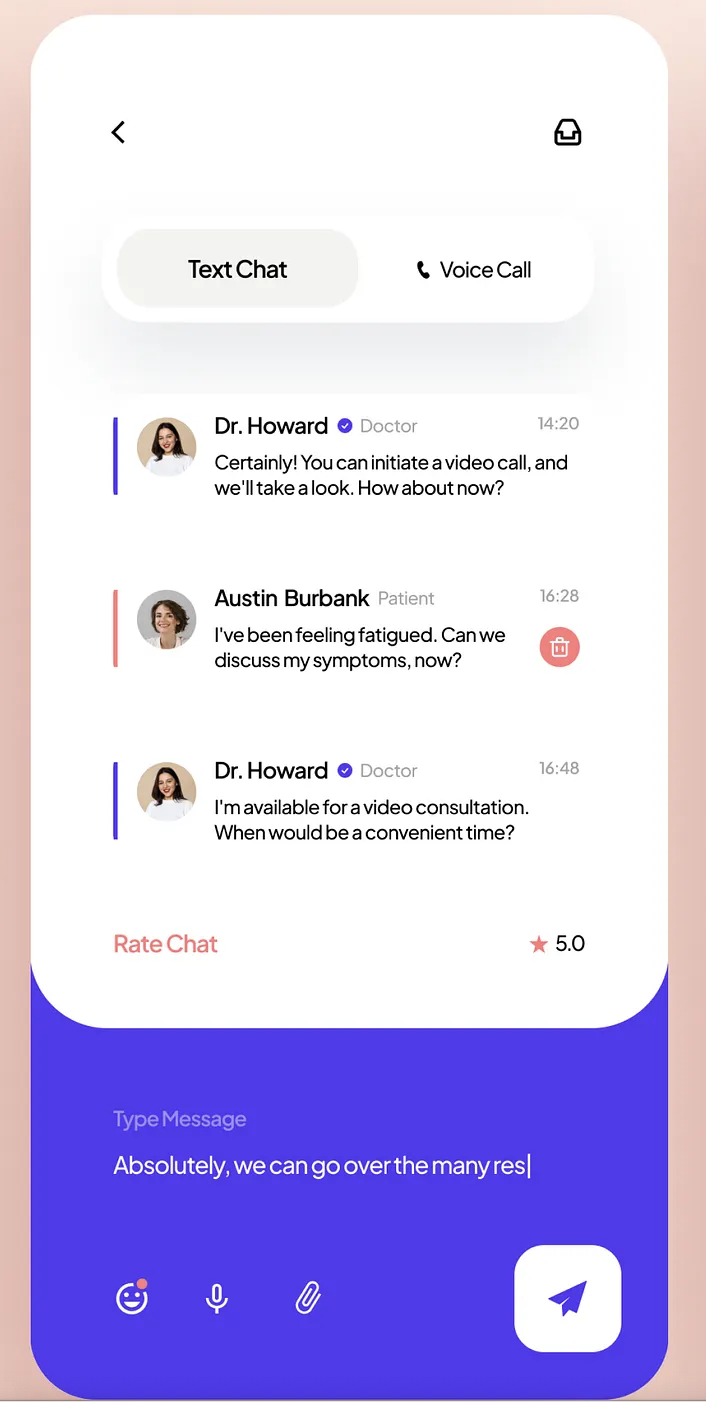 Text Chat
Voice Call
Dr. Howard Doctor 14:20
Certainly! You can initiate a video call, and
we'll take a look. How about now?
Austin Burbank Patient 16:28
I've been feeling fatigued. Can we
discuss my symptoms, now?
Dr. Howard Doctor 16:48
I'm available for a video consultation.
When would be a convenient time?
Rate Chat 5.0
Type Message
Absolutely, we can go over the many res